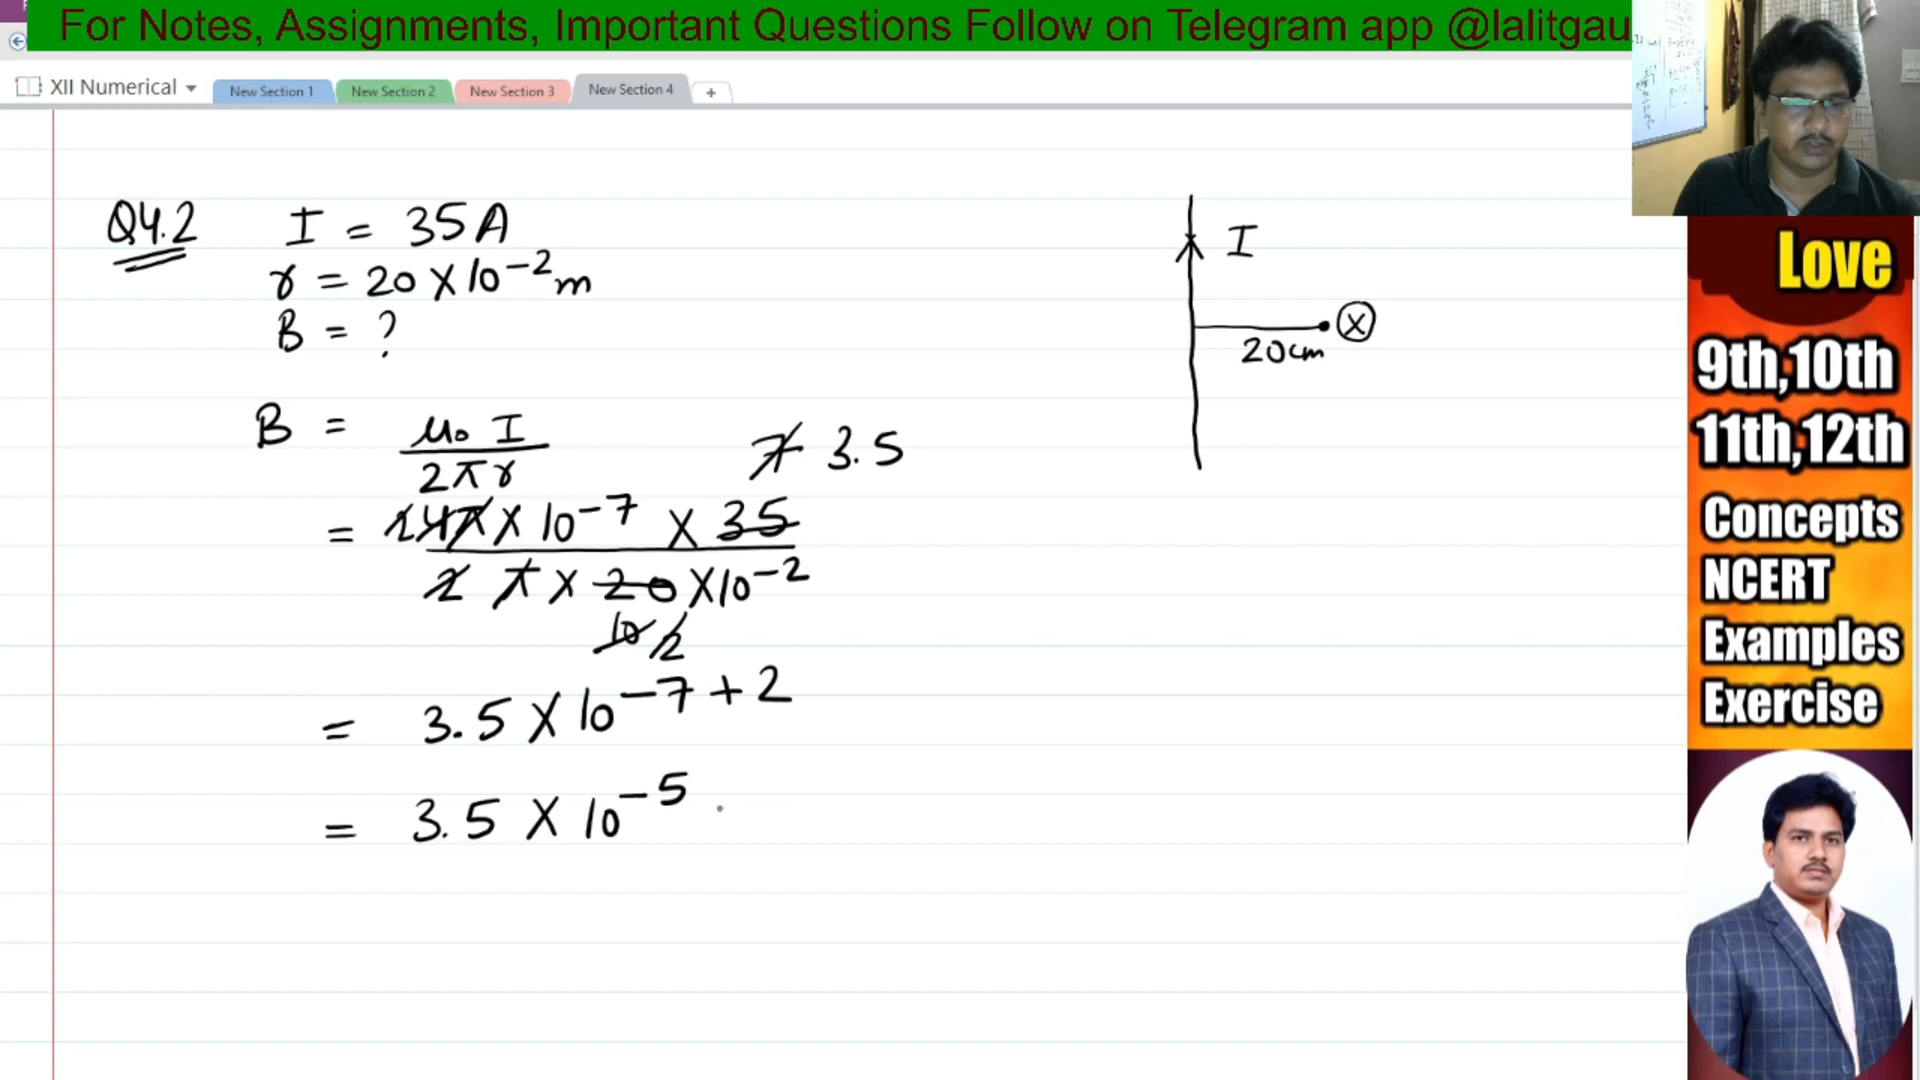 For Notes, Assignments, Important Questions Follow on Telegram app @lalitgau
XII Numerical
New Section 1
New Section 2
New Section 3
New Section 4
+
Q4.2 I = 35A
r = 20 × 10⁻² m
B = ?
I
20cm ⓧ
B = μ₀ I / 2πr
7 3.5
= 24π × 10⁻⁷ × 35
2 π × 20 × 10⁻²
10 2
= 3.5 × 10⁻⁷⁺²
= 3.5 × 10⁻⁵
Love
9th,10th
11th,12th
Concepts
NCERT
Examples
Exercise